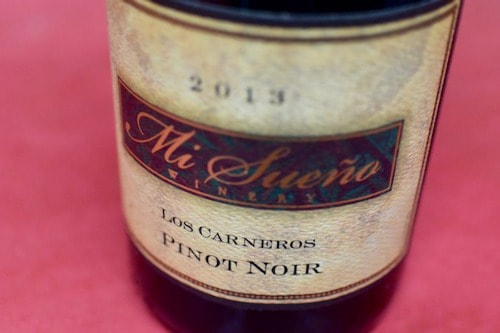 2013
Mi Sueño
WINERY
LOS CARNEROS
PINOT NOIR